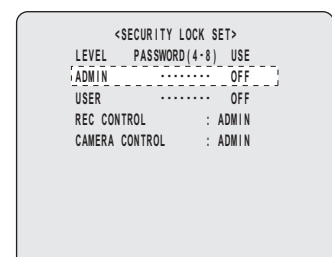 <SECURITY LOCK SET>
LEVEL PASSWORD(4-8) USE
ADMIN ········ OFF
USER ········ OFF
REC CONTROL : ADMIN
CAMERA CONTROL : ADMIN